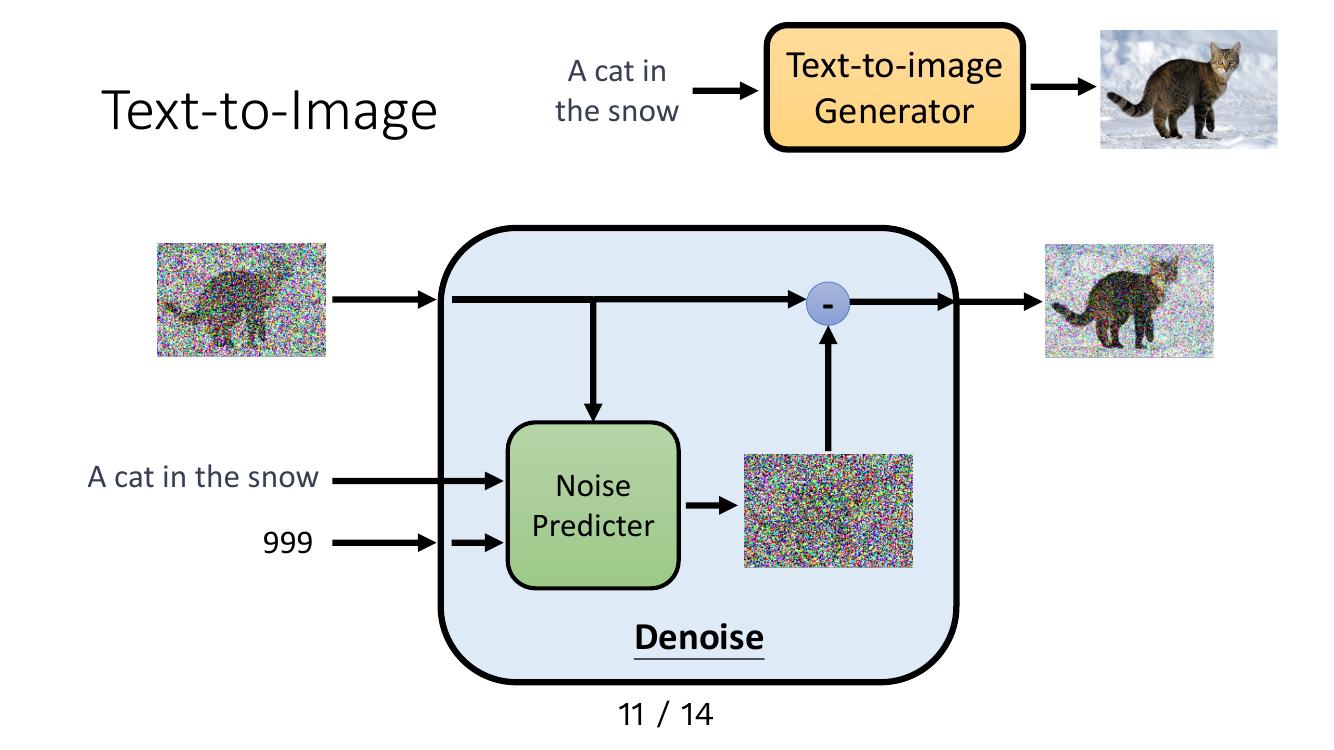 Text-to-Image
A cat in
the snow
Text-to-image
Generator
-
A cat in the snow
999
Noise
Predicter
Denoise
11 / 14